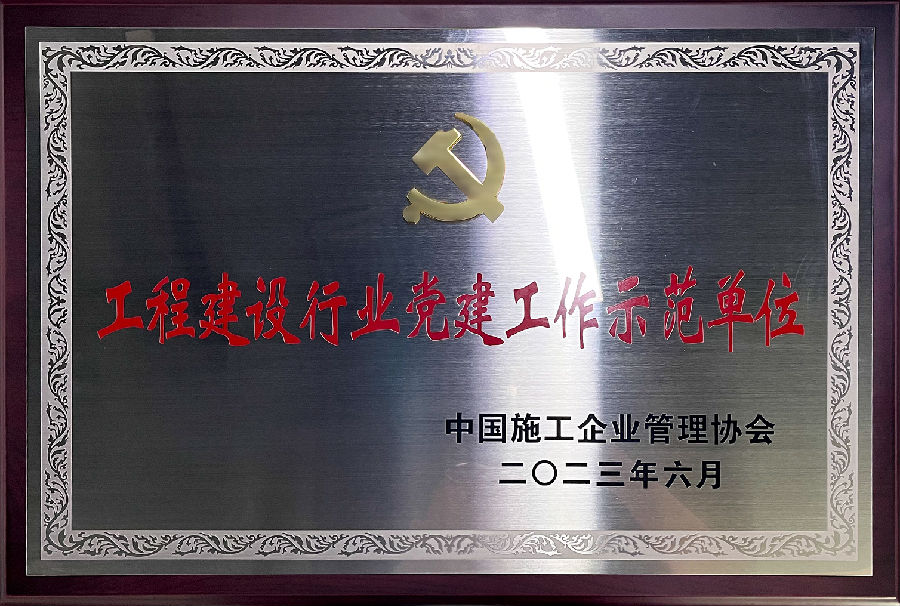 工程建设行业党建工作示范单位
中国施工企业管理协会
二〇二三年六月